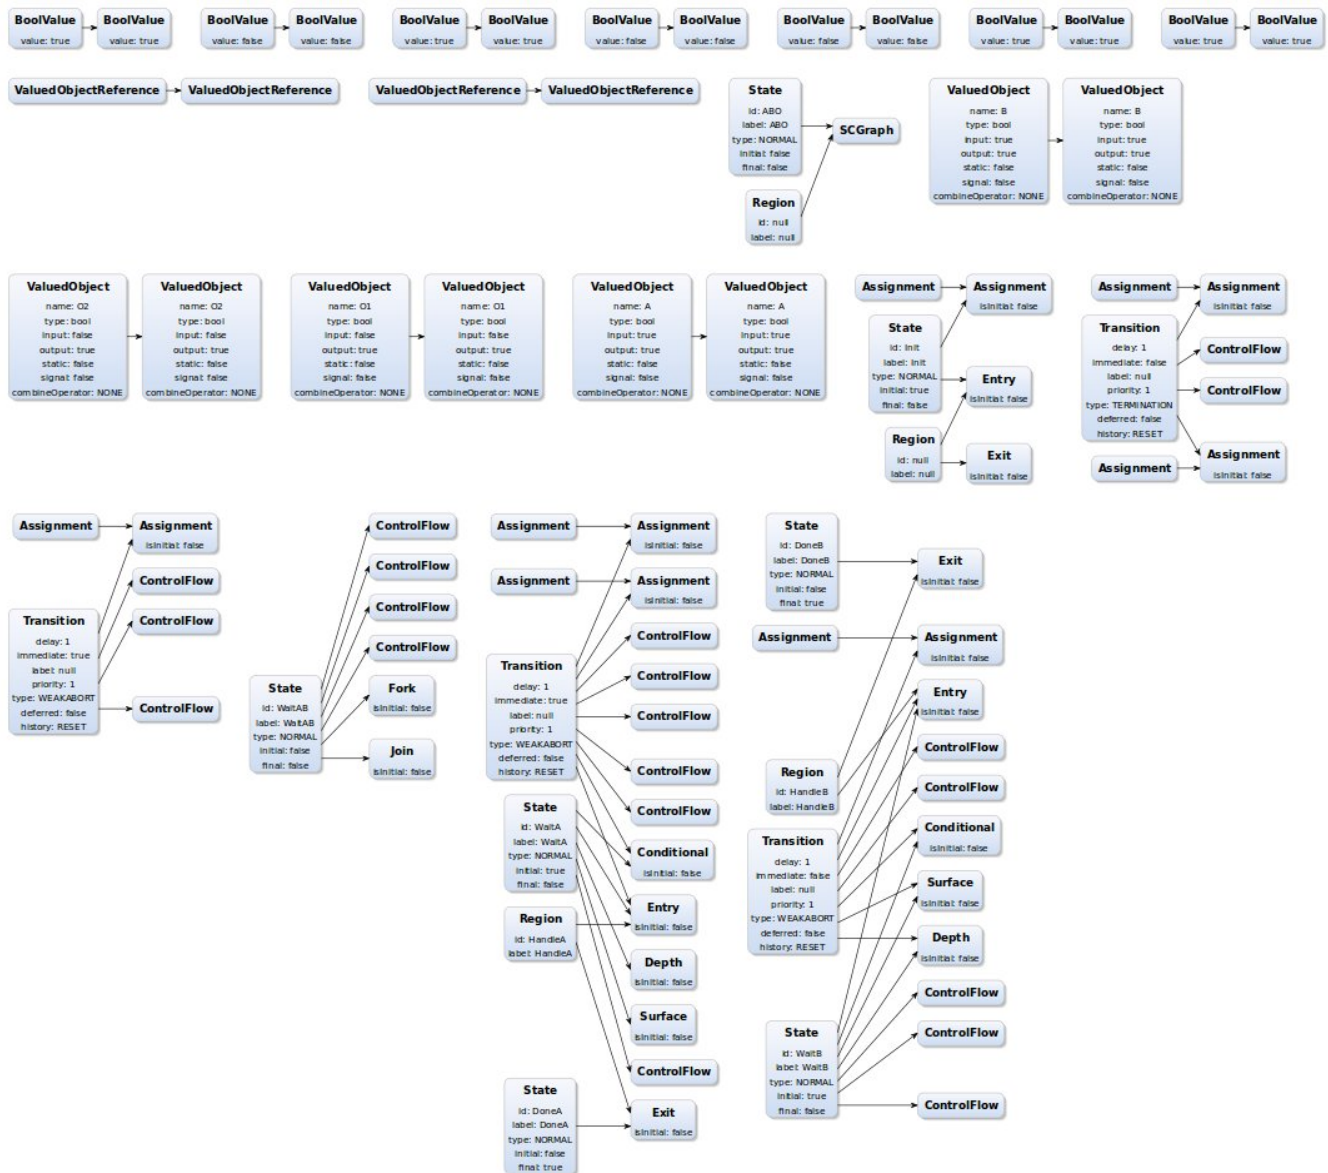 BoolValue
value: true
BoolValue
value: true
BoolValue
value: false
BoolValue
value: false
BoolValue
value: true
BoolValue
value: true
BoolValue
value: false
BoolValue
value: false
BoolValue
value: false
BoolValue
value: false
BoolValue
value: true
BoolValue
value: true
BoolValue
value: true
BoolValue
value: true
ValuedObjectReference
ValuedObjectReference
ValuedObjectReference
ValuedObjectReference
State
id: ABO
label: ABO
type: NORMAL
initial: false
final: false
Region
id: null
label: null
SCGraph
ValuedObject
name: B
type: bool
input: true
output: true
static: false
signal: false
combineOperator: NONE
ValuedObject
name: B
type: bool
input: true
output: true
static: false
signal: false
combineOperator: NONE
ValuedObject
name: O2
type: bool
input: false
output: true
static: false
signal: false
combineOperator: NONE
ValuedObject
name: O2
type: bool
input: false
output: true
static: false
signal: false
combineOperator: NONE
ValuedObject
name: O1
type: bool
input: false
output: true
static: false
signal: false
combineOperator: NONE
ValuedObject
name: O1
type: bool
input: false
output: true
static: false
signal: false
combineOperator: NONE
ValuedObject
name: A
type: bool
input: true
output: true
static: false
signal: false
combineOperator: NONE
ValuedObject
name: A
type: bool
input: true
output: true
static: false
signal: false
combineOperator: NONE
Assignment
State
id: Init
label: Init
type: NORMAL
initial: true
final: false
Region
id: null
label: null
Assignment
isInitial: false
Entry
isInitial: false
Exit
isInitial: false
Assignment
Transition
delay: 1
immediate: false
label: null
priority: 1
type: TERMINATION
deferred: false
history: RESET
Assignment
Assignment
isInitial: false
ControlFlow
ControlFlow
Assignment
isInitial: false
Assignment
Transition
delay: 1
immediate: true
label: null
priority: 1
type: WEAKABORT
deferred: false
history: RESET
Assignment
isInitial: false
ControlFlow
ControlFlow
ControlFlow
State
id: WaitAB
label: WaitAB
type: NORMAL
initial: false
final: false
ControlFlow
ControlFlow
ControlFlow
ControlFlow
Fork
isInitial: false
Join
isInitial: false
Assignment
Assignment
Transition
delay: 1
immediate: true
label: null
priority: 1
type: WEAKABORT
deferred: false
history: RESET
State
id: WaitA
label: WaitA
type: NORMAL
initial: true
final: false
Region
id: HandleA
label: HandleA
State
id: DoneA
label: DoneA
type: NORMAL
initial: false
final: true
Assignment
isInitial: false
Assignment
isInitial: false
ControlFlow
ControlFlow
ControlFlow
ControlFlow
ControlFlow
Conditional
isInitial: false
Entry
isInitial: false
Depth
isInitial: false
Surface
isInitial: false
ControlFlow
Exit
isInitial: false
State
id: DoneB
label: DoneB
type: NORMAL
initial: false
final: true
Assignment
Region
id: HandleB
label: HandleB
Transition
delay: 1
immediate: false
label: null
priority: 1
type: WEAKABORT
deferred: false
history: RESET
State
id: WaitB
label: WaitB
type: NORMAL
initial: true
final: false
Exit
isInitial: false
Assignment
isInitial: false
Entry
isInitial: false
ControlFlow
ControlFlow
Conditional
isInitial: false
Surface
isInitial: false
Depth
isInitial: false
ControlFlow
ControlFlow
ControlFlow